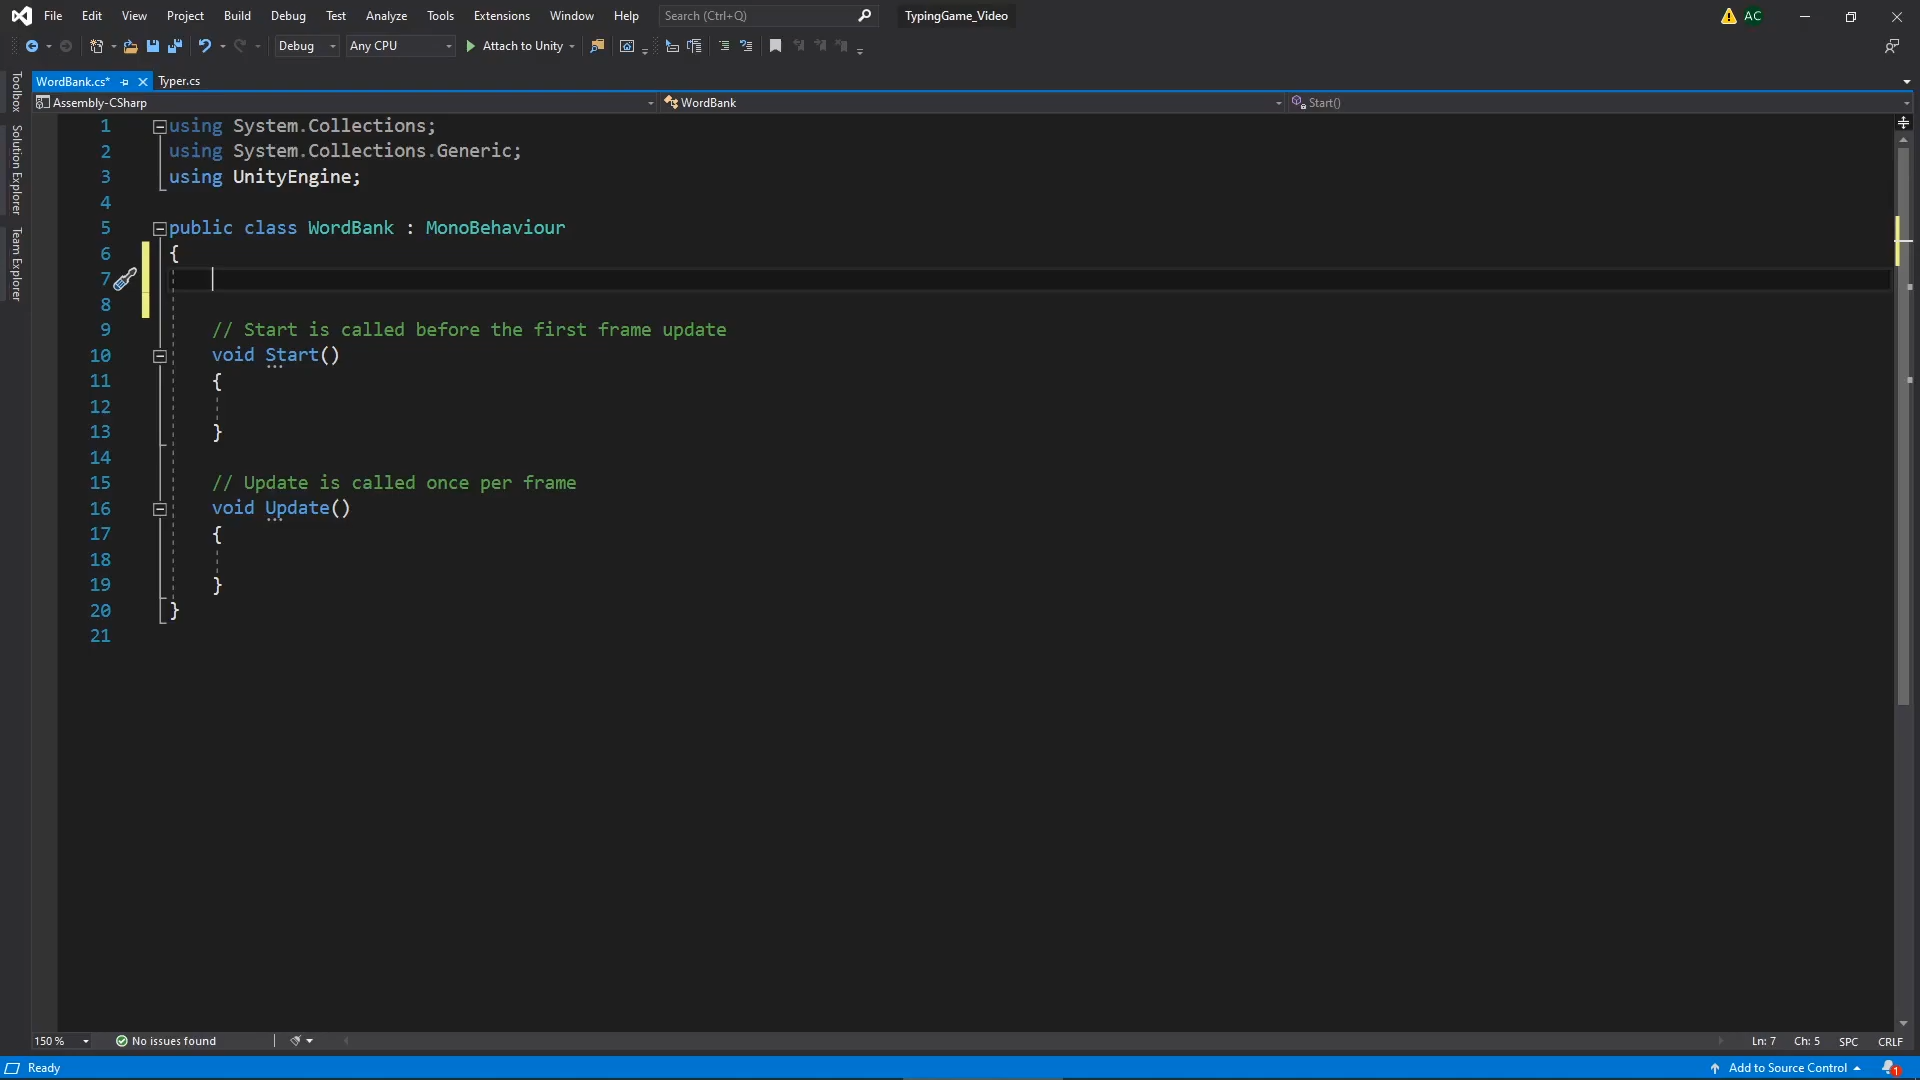 File Edit View Project Build Debug Test Analyze Tools Extensions Window Help Search (Ctrl+Q) TypingGame_Video AC
Debug Any CPU Attach to Unity
WordBank.cs* Typer.cs
Assembly-CSharp WordBank Start()
Toolbox
Solution Explorer
Team Explorer
1 using System.Collections;
2 using System.Collections.Generic;
3 using UnityEngine;
4
5 public class WordBank : MonoBehaviour
6 {
7
8
9 // Start is called before the first frame update
10 void Start()
11 {
12
13 }
14
15 // Update is called once per frame
16 void Update()
17 {
18
19 }
20 }
21
150 % No issues found Ln: 7 Ch: 5 SPC CRLF
Ready Add to Source Control 1